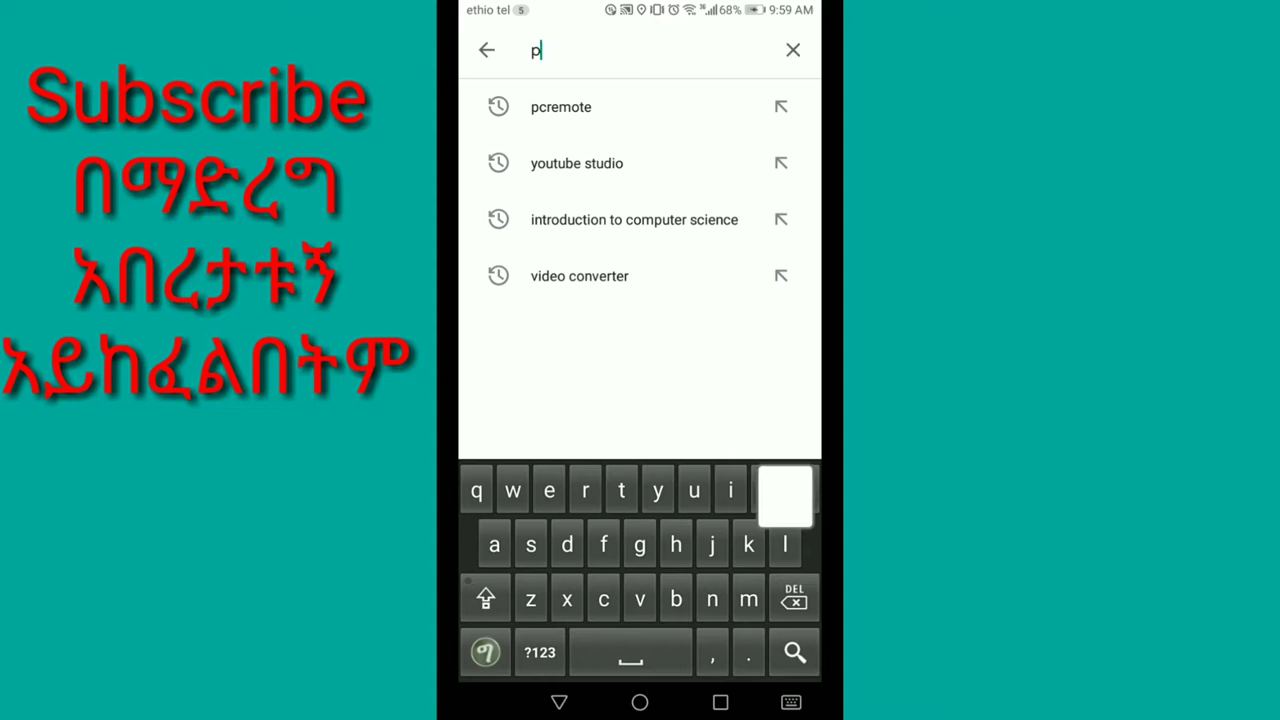 Subscribe
በማድረግ
አበረታቱኝ
አይከፈልበትም
ethio tel 5 68% 9:59 AM
p
pcremote
youtube studio
introduction to computer science
video converter
q w e r t y u i
a s d f g h j k l
z x c v b n m DEL
ግ ?123 , .